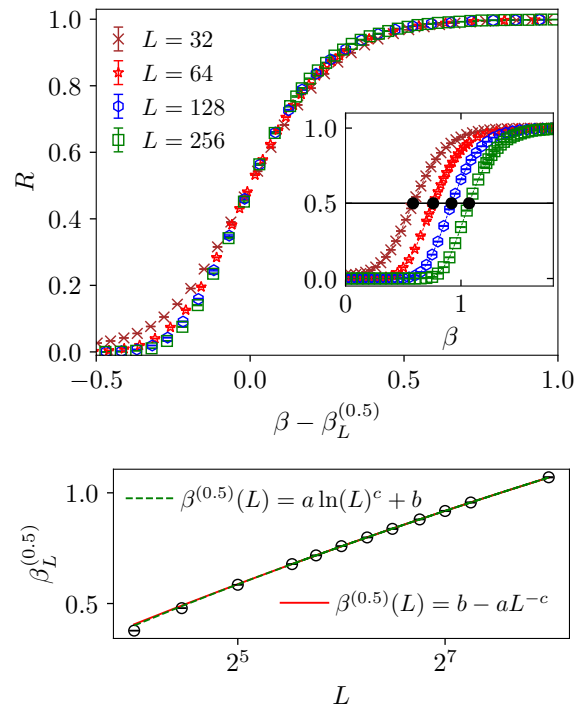 1.0
0.8
0.6
0.4
0.2
0.0
R
L = 32
L = 64
L = 128
L = 256
1.0
0.5
0.0
0
1
β
−0.5
0.0
0.5
1.0
β − β_L^{(0.5)}
1.0
0.5
β_L^{(0.5)}
β^{(0.5)}(L) = a ln(L)^c + b
β^{(0.5)}(L) = b − aL^{−c}
2^5
2^7
L